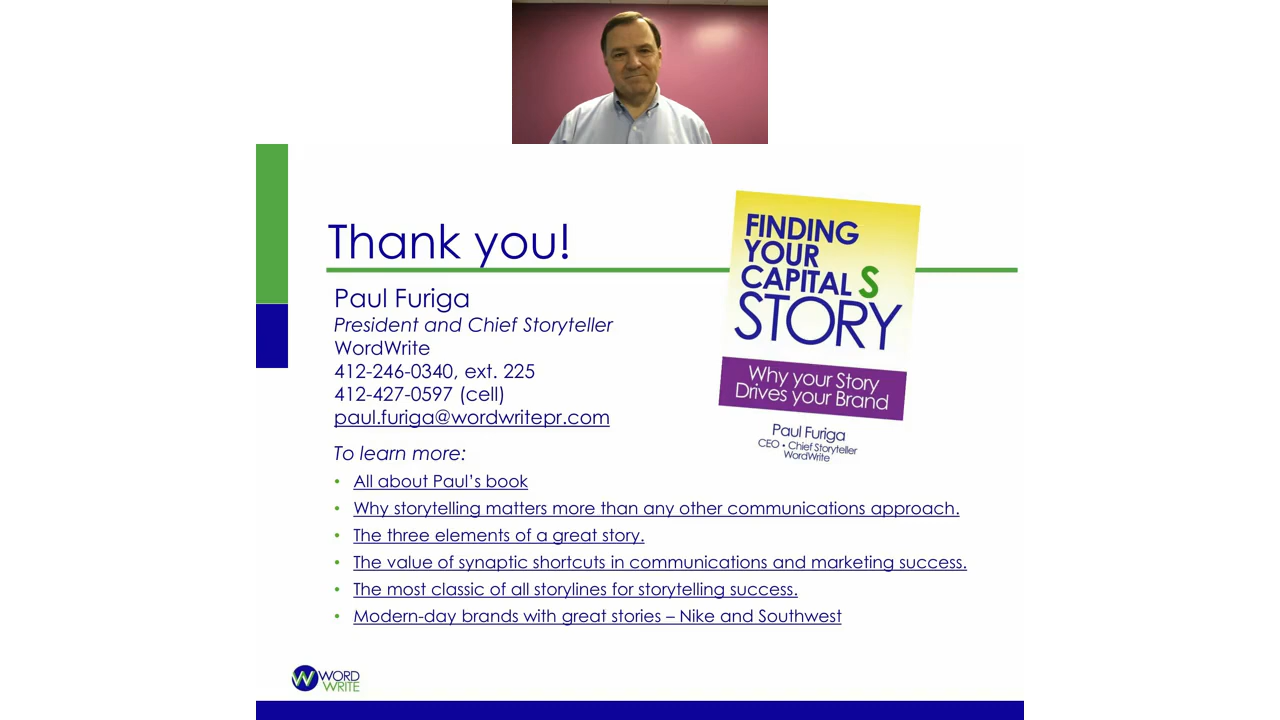 Thank you!
Paul Furiga
President and Chief Storyteller
WordWrite
412-246-0340, ext. 225
412-427-0597 (cell)
paul.furiga@wordwritepr.com
To learn more:
• All about Paul's book
• Why storytelling matters more than any other communications approach.
• The three elements of a great story.
• The value of synaptic shortcuts in communications and marketing success.
• The most classic of all storylines for storytelling success.
• Modern-day brands with great stories – Nike and Southwest
FINDING
YOUR
CAPITAL S
STORY
Why your Story
Drives your Brand
Paul Furiga
CEO • Chief Storyteller
WordWrite
W WORD
WRITE